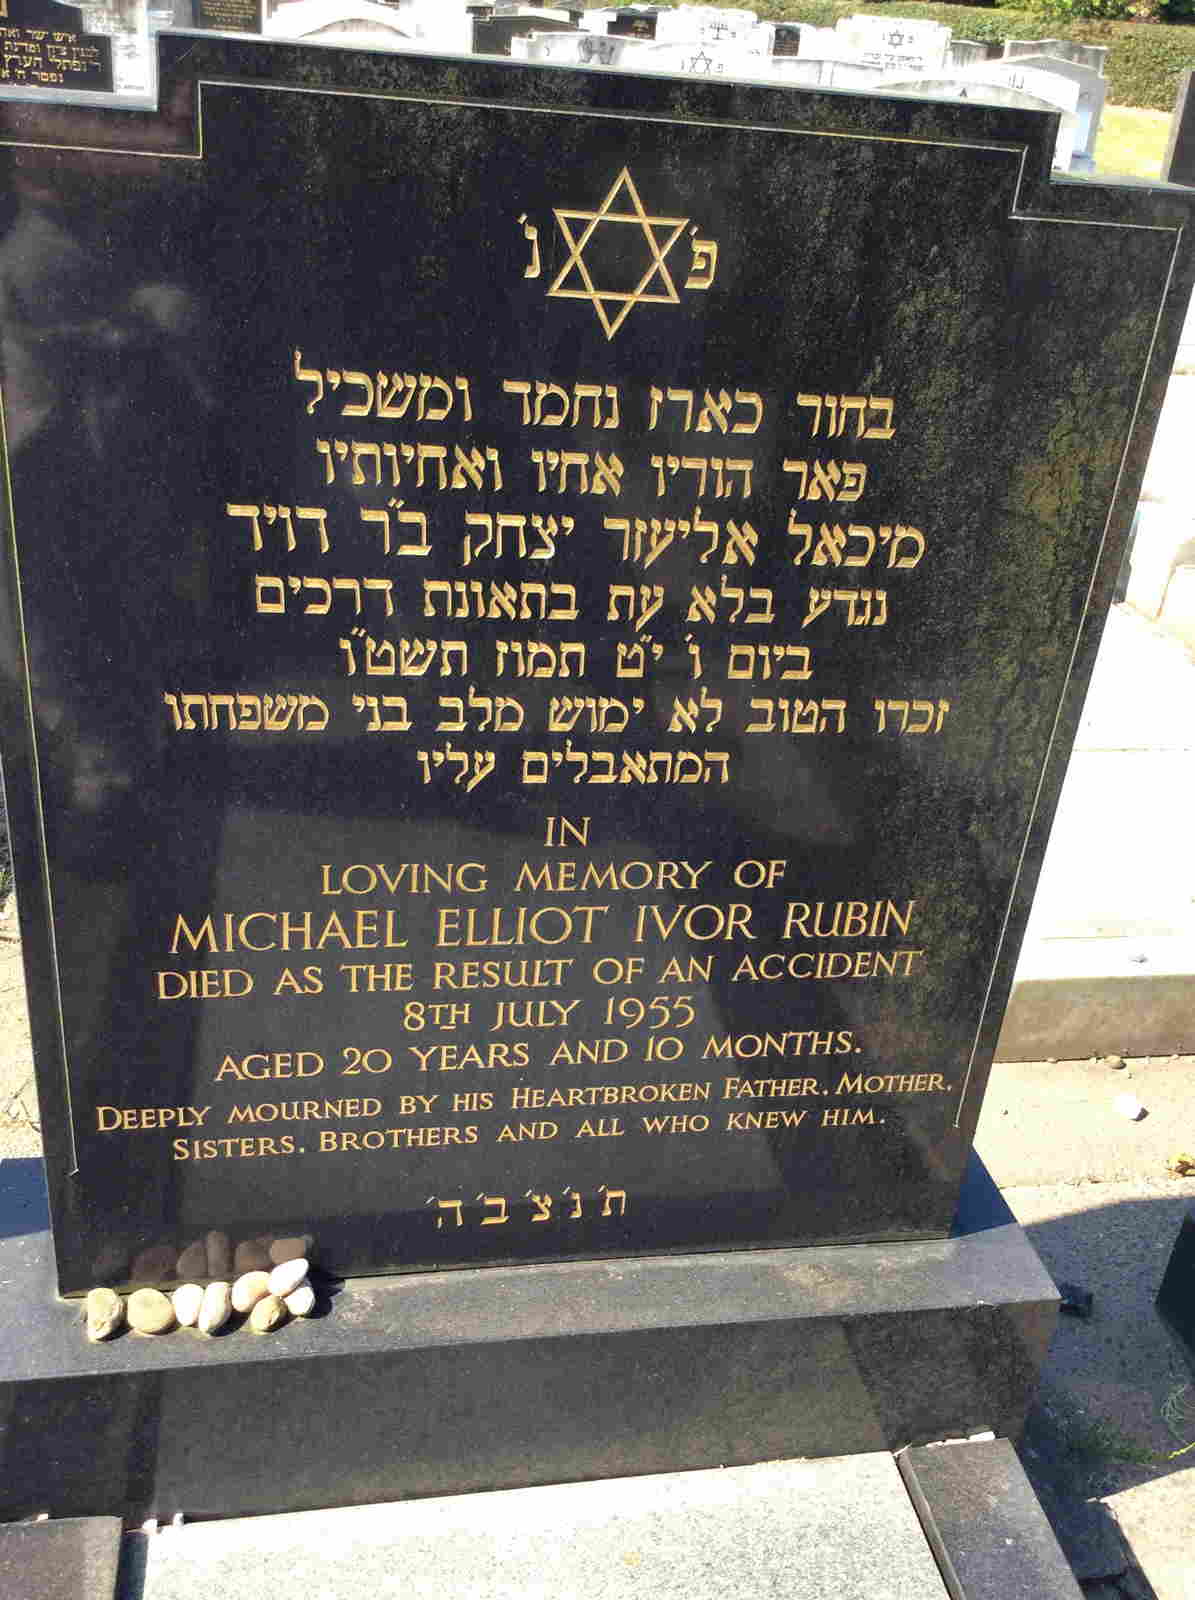 פ' נ'
בחור כארז נחמד ומשכיל
פאר הוריו אחיו ואחיותיו
מיכאל אליעזר יצחק ב"ר דויד
נגדע בלא עת בתאונת דרכים
ביום ו' י"ט תמוז תשט"ו
זכרו הטוב לא ימוש מלב בני משפחתו
המתאבלים עליו
IN
LOVING MEMORY OF
MICHAEL ELLIOT IVOR RUBIN
DIED AS THE RESULT OF AN ACCIDENT
8TH JULY 1955
AGED 20 YEARS AND 10 MONTHS.
DEEPLY MOURNED BY HIS HEARTBROKEN FATHER, MOTHER,
SISTERS, BROTHERS AND ALL WHO KNEW HIM.
ת' נ' צ' ב' ה'